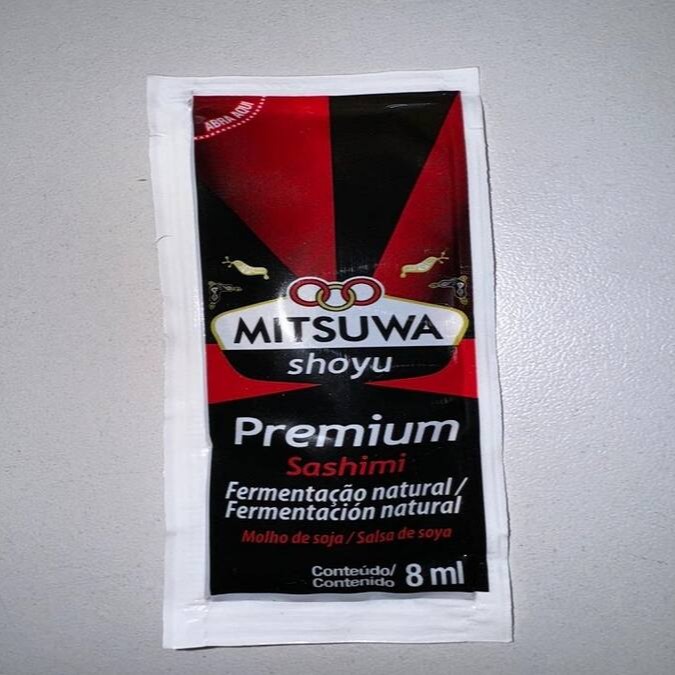 ABRA AQUI
MITSUWA
shoyu
Premium
Sashimi
Fermentação natural /
Fermentación natural
Molho de soja / Salsa de soya
Conteúdo/
Contenido 8 ml